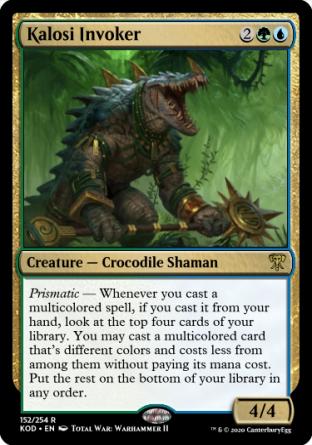 Kalosi Invoker 2
Creature — Crocodile Shaman
Prismatic — Whenever you cast a
multicolored spell, if you cast it from your
hand, look at the top four cards of your
library. You may cast a multicolored card
that's different colors and costs less from
among them without paying its mana cost.
Put the rest on the bottom of your library in
any order.
4/4
152/254 R
KOD • EN Total War: Warhammer II ™ & © 2020 CanterburyEgg